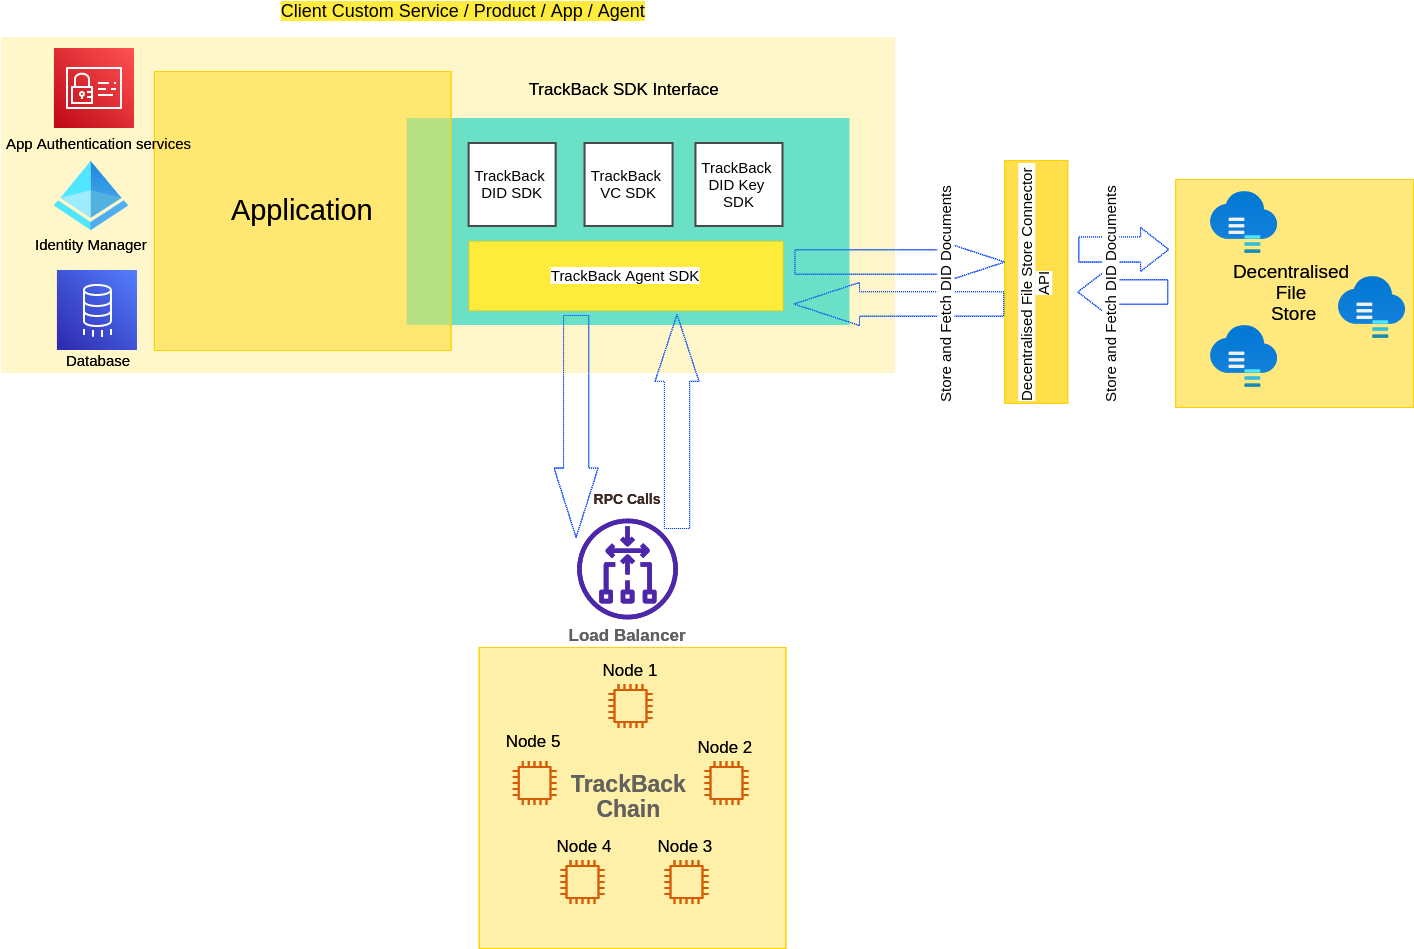 Client Custom Service / Product / App / Agent
App Authentication services
Identity Manager
Database
Application
TrackBack SDK Interface
TrackBack
DID SDK
TrackBack
VC SDK
TrackBack
DID Key
SDK
TrackBack Agent SDK
Store and Fetch DID Documents
Decentralised File Store Connector
API
Store and Fetch DID Documents
Decentralised
File
Store
RPC Calls
Load Balancer
Node 1
Node 5
Node 2
TrackBack
Chain
Node 4
Node 3